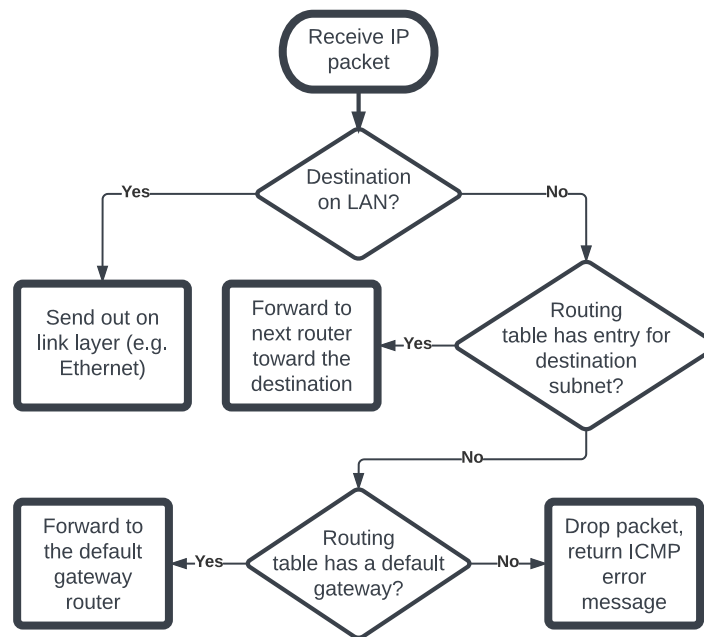 Receive IP
packet
Destination
on LAN?
Yes
No
Send out on
link layer (e.g.
Ethernet)
Forward to
next router
toward the
destination
Yes
Routing
table has entry for
destination
subnet?
No
Forward to
the default
gateway
router
Yes
Routing
table has a default
gateway?
No
Drop packet,
return ICMP
error
message